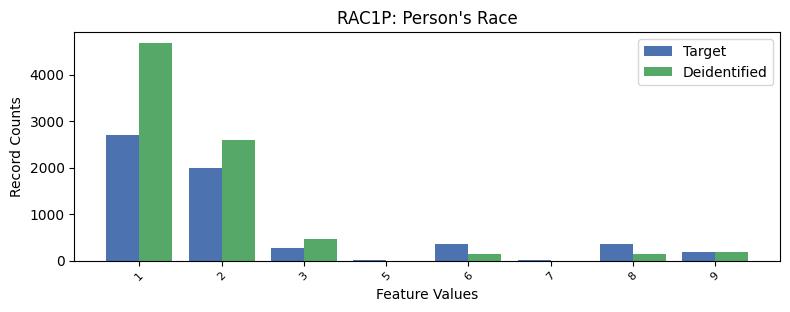 RAC1P: Person's Race
Target
Deidentified
Record Counts
4000
3000
2000
1000
0
1 2 3 5 6 7 8 9
Feature Values